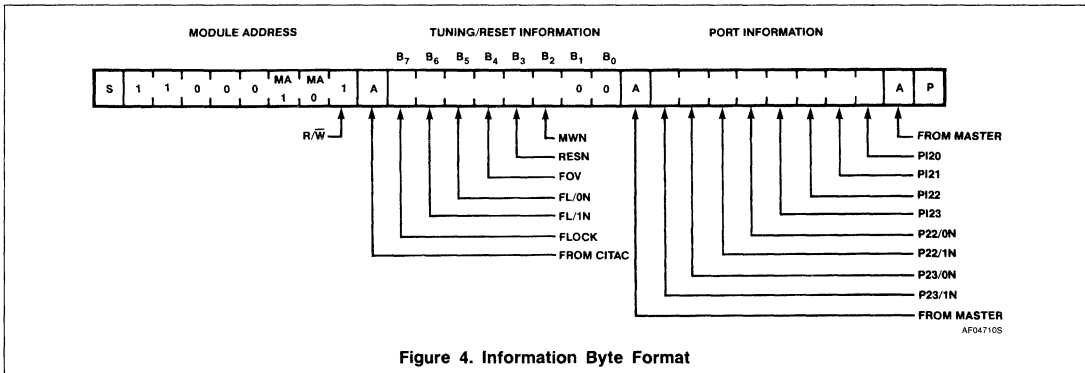 MODULE ADDRESS TUNING/RESET INFORMATION PORT INFORMATION
B7 B6 B5 B4 B3 B2 B1 B0
S 1 1 0 0 0 MA 1 MA 0 1 A 0 0 A A P
R/W̅ MWN FROM MASTER
RESN PI20
FOV PI21
FL/0N PI22
FL/1N PI23
FLOCK P22/0N
FROM CITAC P22/1N
P23/0N
P23/1N
FROM MASTER
AF04710S
Figure 4. Information Byte Format